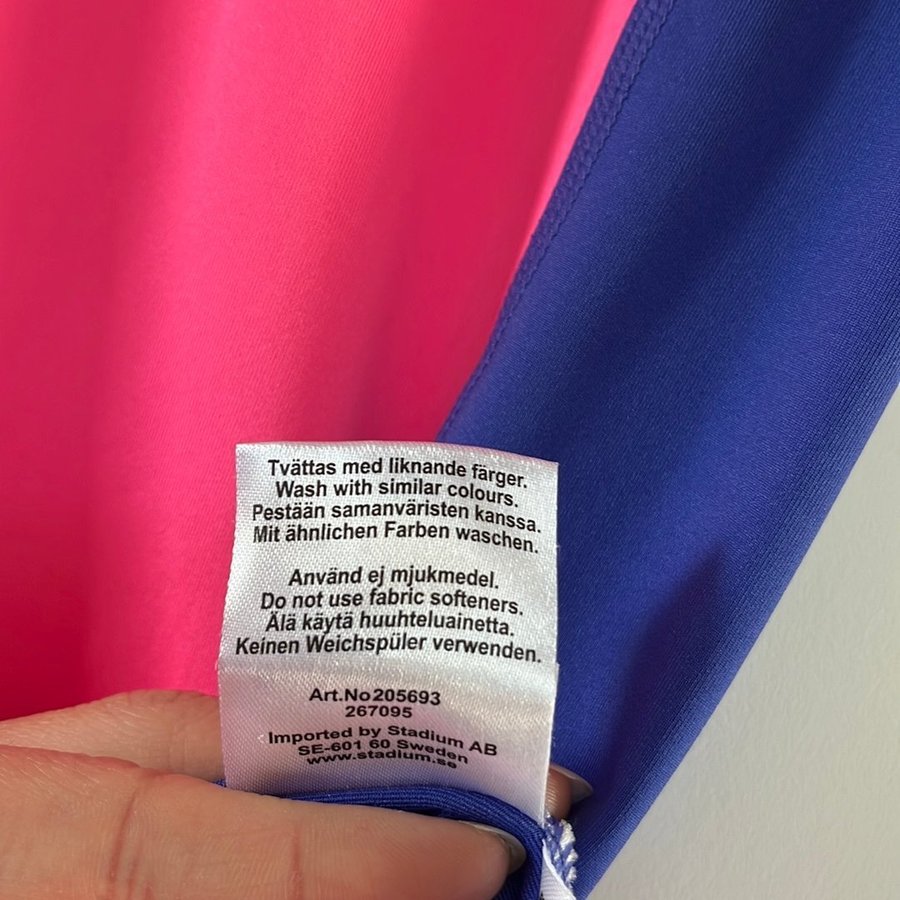 Tvättas med liknande färger.
Wash with similar colours.
Pestään samanväristen kanssa.
Mit ähnlichen Farben waschen.
Använd ej mjukmedel.
Do not use fabric softeners.
Älä käytä huuhteluainetta.
Keinen Weichspüler verwenden.
Art.No 205693
267095
Imported by Stadium AB
SE-601 60 Sweden
www.stadium.se